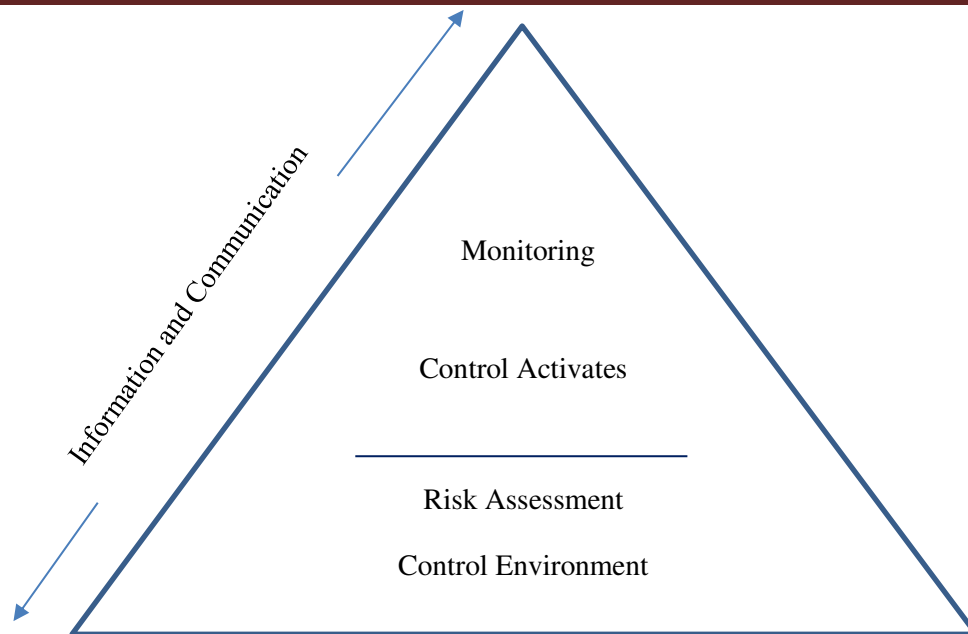 Information and Communication
Monitoring
Control Activates
Risk Assessment
Control Environment